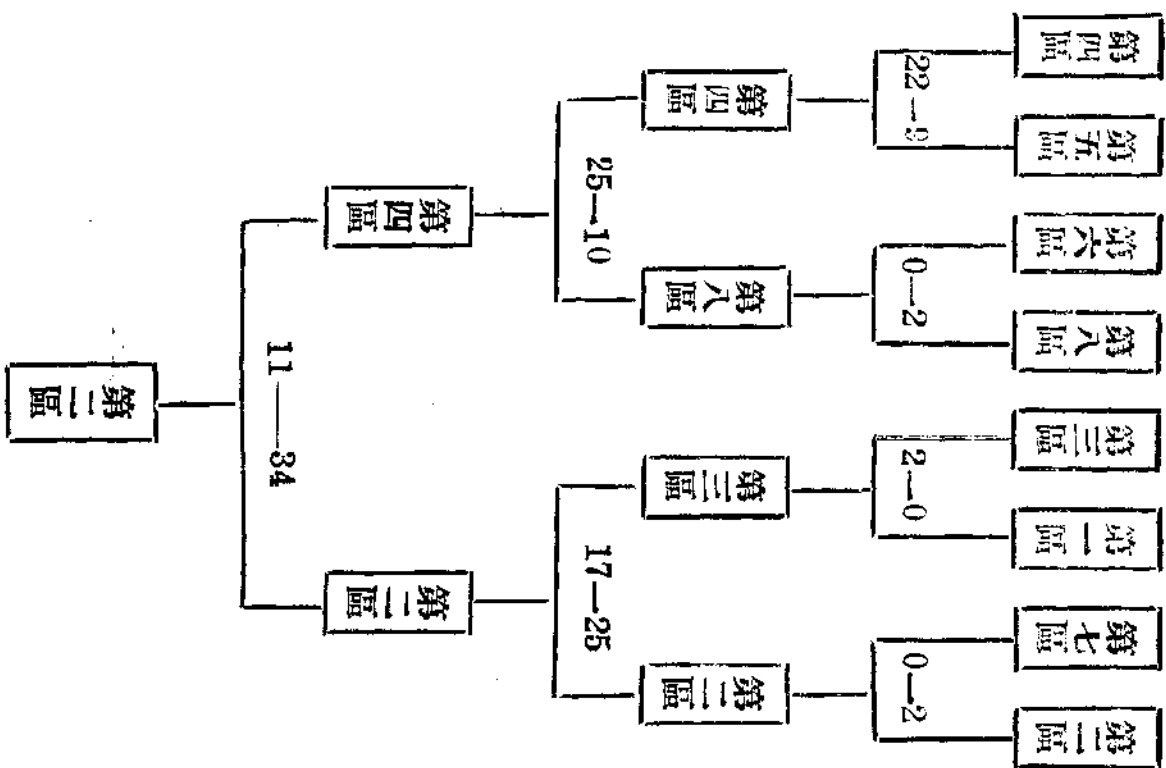 第四區
第五區
第六區
第八區
第三區
第一區
第七區
第二區
22—9
0—2
2—0
0—2
第四區
第八區
第三區
第二區
25—10
17—25
第四區
第二區
11—34
第二區